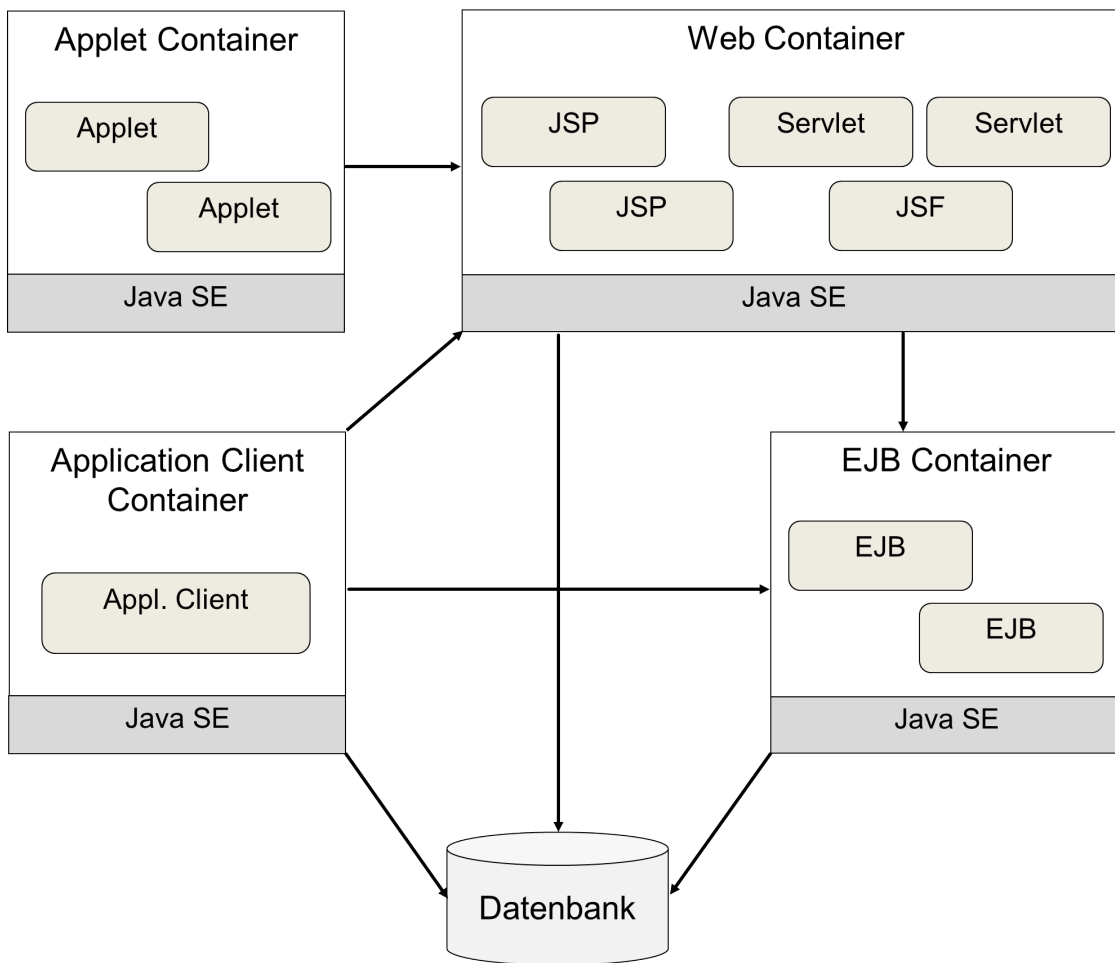 Applet Container
Applet
Applet
Java SE
Web Container
JSP
Servlet
Servlet
JSP
JSF
Java SE
Application Client
Container
Appl. Client
Java SE
EJB Container
EJB
EJB
Java SE
Datenbank